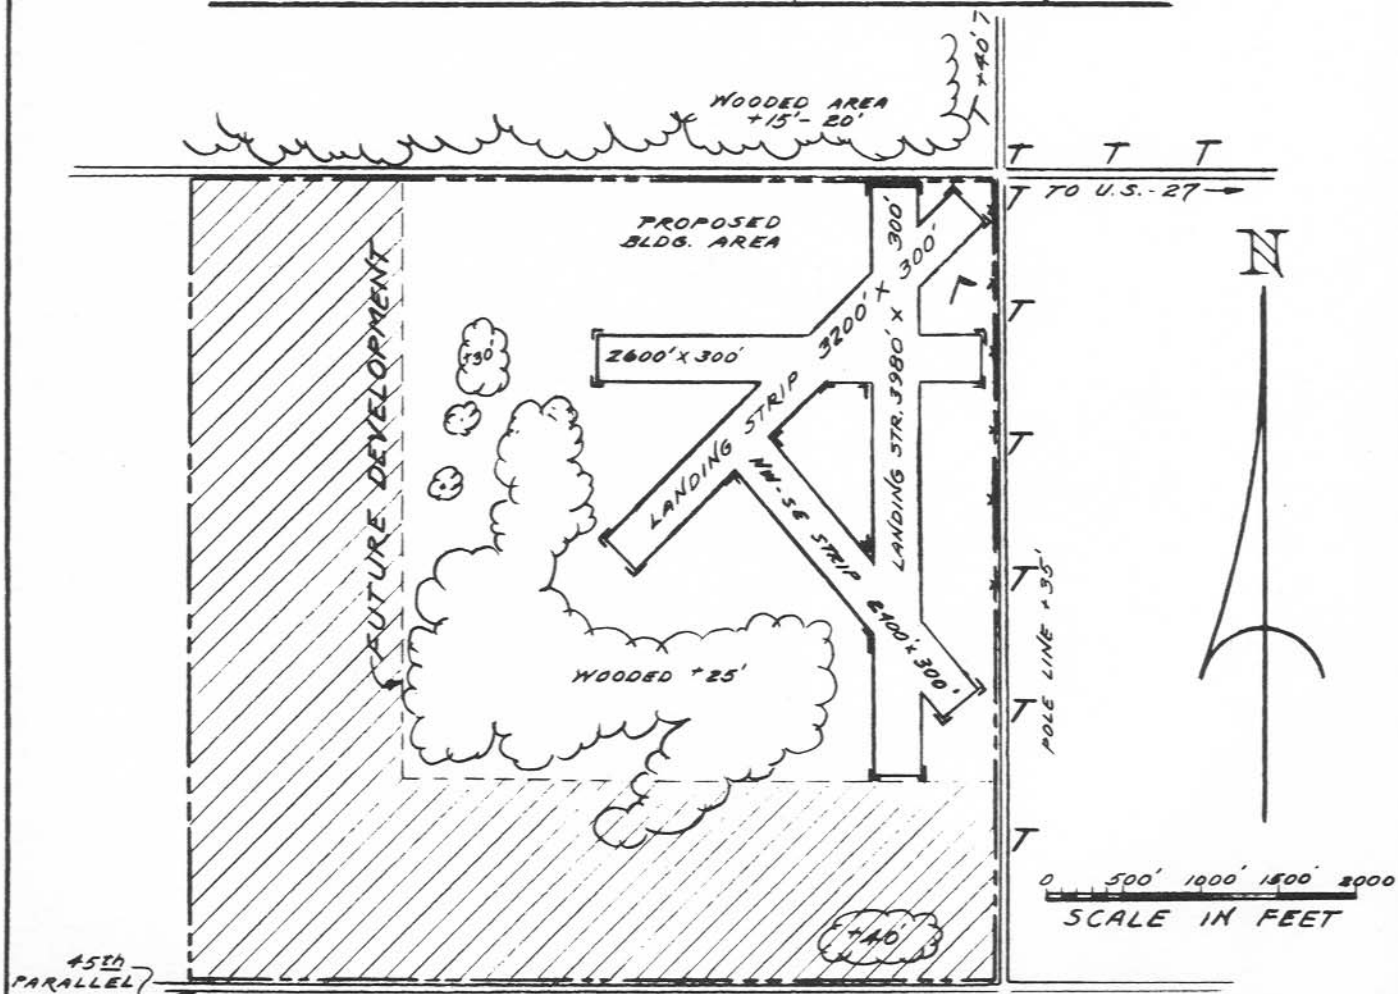 T +40' T
WOODED AREA
+15'- 20'
T T T
T TO U.S.-27
PROPOSED
BLDG. AREA
N
FUTURE DEVELOPMENT
+30'
2600' X 300'
LANDING STRIP 3200' X 300'
LANDING STR. 3980' X 300'
NW-SE STRIP 2400' X 300'
T
T
T
T
T
POLE LINE +35'
WOODED +25'
+40'
0 500' 1000' 1500' 2000
SCALE IN FEET
45th
PARALLEL